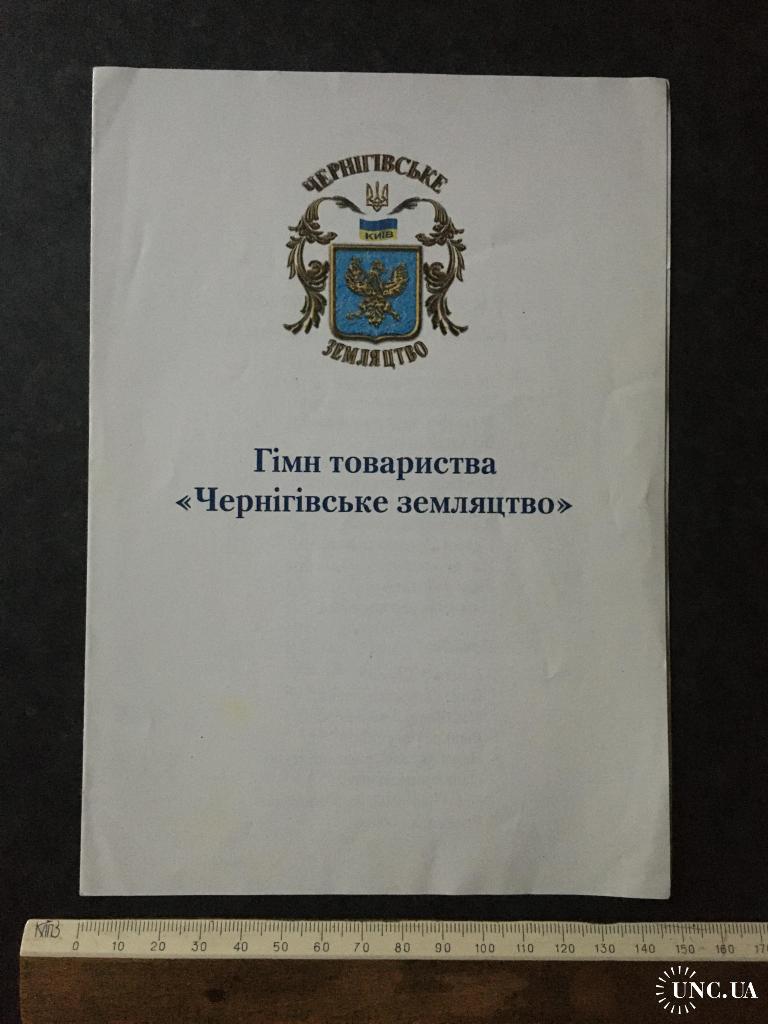 ЧЕРНІГІВСЬКЕ
КИЇВ
ЗЕМЛЯЦТВО
Гімн товариства
«Чернігівське земляцтво»
0 10 20 30 40 50 60 70 80 90 100 110 120 130 140 150 160 170
UNC.UA